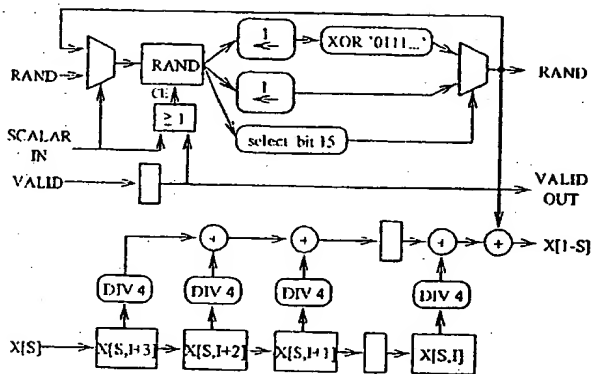 1
XOR '0111...'
RAND
RAND
RAND
CE
1
≥ 1
SCALAR
IN
select bit 15
VALID
VALID
OUT
+
+
+
+
X[1-S]
DIV 4
DIV 4
DIV 4
DIV 4
X[S]
X[S,I+3]
X[S,I+2]
X[S,I+1]
X[S,I]